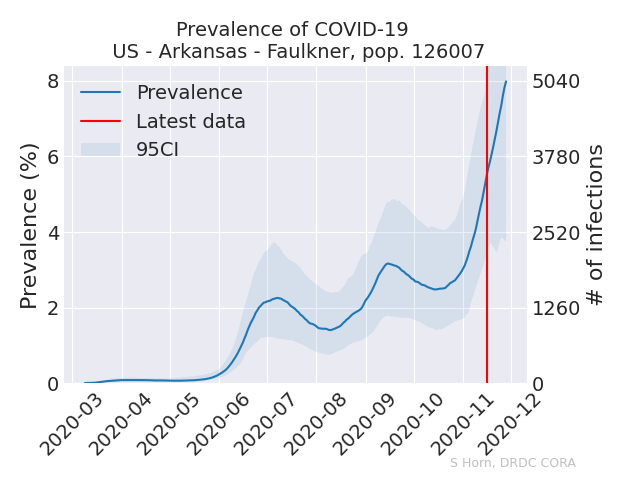 Prevalence of COVID-19
US - Arkansas - Faulkner, pop. 126007
Prevalence
Latest data
95CI
Prevalence (%)
8
6
4
2
0
5040
3780
2520
1260
0
# of infections
2020-03
2020-04
2020-05
2020-06
2020-07
2020-08
2020-09
2020-10
2020-11
2020-12
S Horn, DRDC CORA